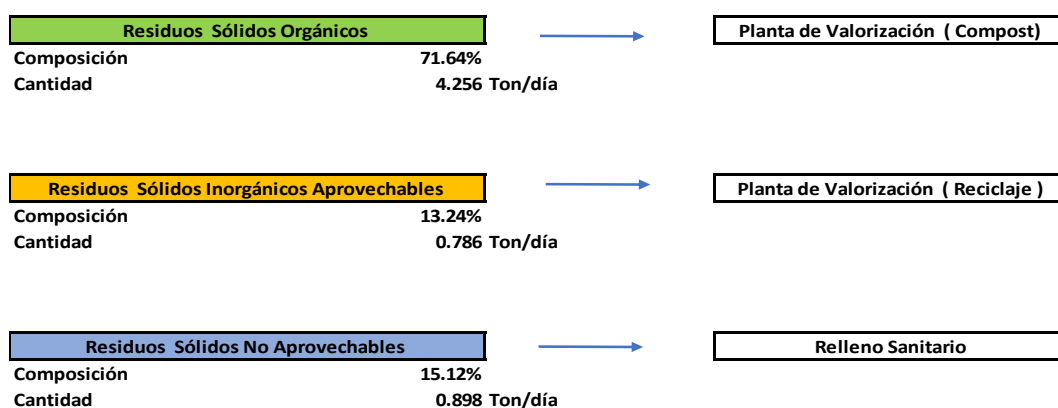 Residuos Sólidos Orgánicos Planta de Valorización ( Compost)
Composición 71.64%
Cantidad 4.256 Ton/día
Residuos Sólidos Inorgánicos Aprovechables Planta de Valorización ( Reciclaje )
Composición 13.24%
Cantidad 0.786 Ton/día
Residuos Sólidos No Aprovechables Relleno Sanitario
Composición 15.12%
Cantidad 0.898 Ton/día